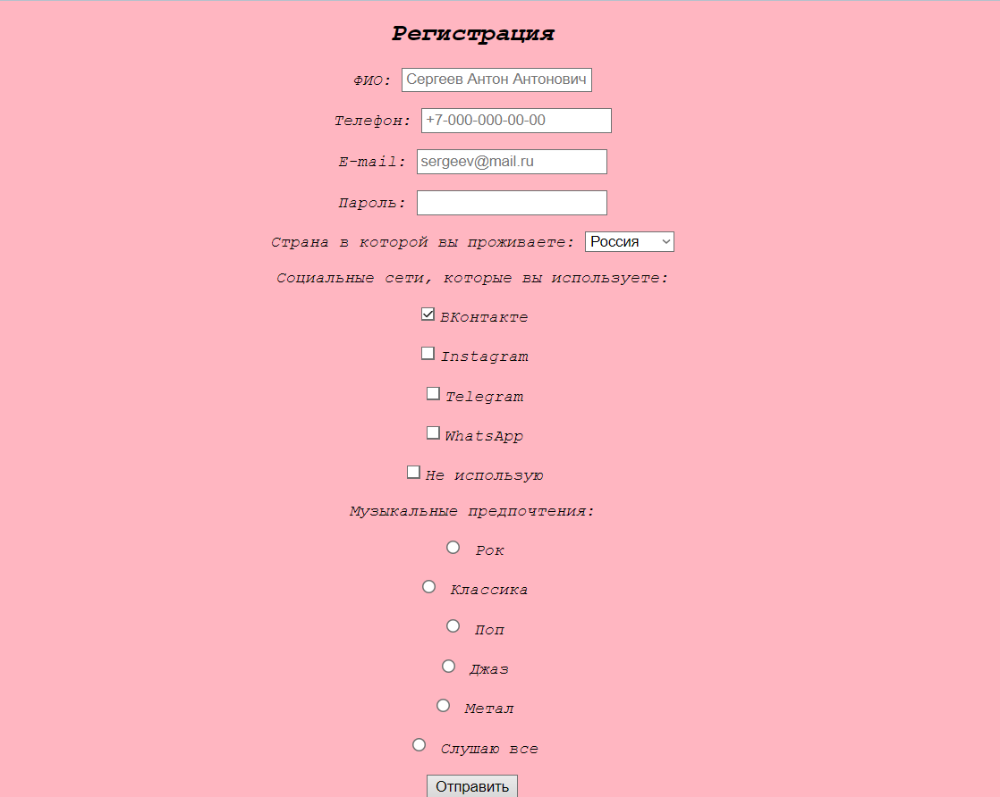 Регистрация
ФИО: Сергеев Антон Антонович
Телефон: +7-000-000-00-00
E-mail: sergeev@mail.ru
Пароль:
Страна в которой вы проживаете: Россия
Социальные сети, которые вы используете:
ВКонтакте
Instagram
Telegram
WhatsApp
Не использую
Музыкальные предпочтения:
Рок
Классика
Поп
Джаз
Метал
Слушаю все
Отправить